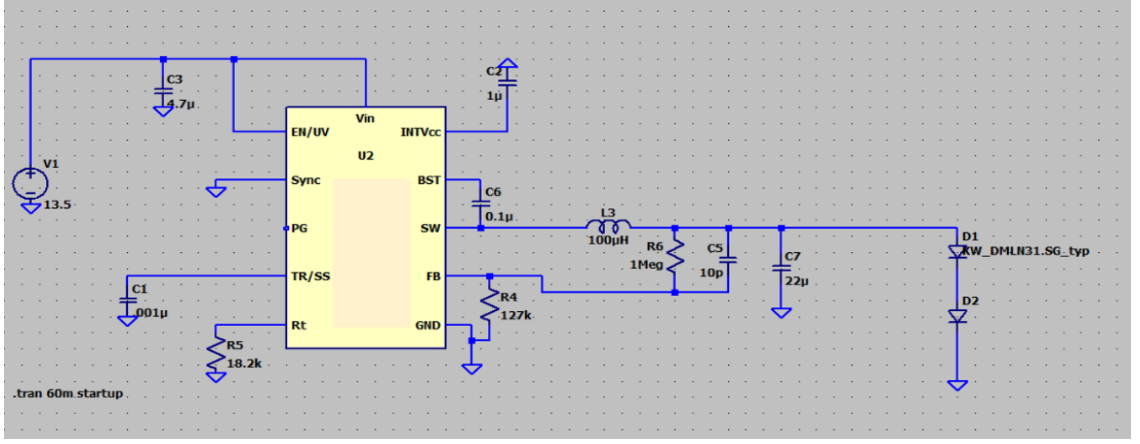 V1
13.5
C3
4.7µ
EN/UV
Vin
INTVcc
U2
Sync
BST
PG
SW
TR/SS
FB
Rt
GND
C2
1µ
C6
0.1µ
L3
100µH
R6
1Meg
C5
10p
C7
22µ
D1
KW_DMLN31.SG_typ
D2
R4
127k
C1
.001µ
R5
18.2k
.tran 60m startup